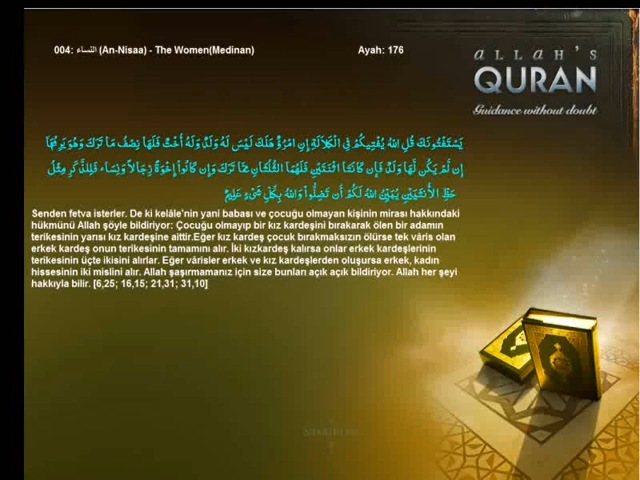 004: النساء (An-Nisaa) - The Women(Medinan)
Ayah: 176
ALLAH'S
QURAN
Guidance without doubt
يَسْتَفْتُونَكَ قُلِ اللّهُ يُفْتِيكُمْ فِي الْكَلاَلَةِ إِنِ امْرُؤٌ هَلَكَ لَيْسَ لَهُ وَلَدٌ وَلَهُ أُخْتٌ فَلَهَا نِصْفُ مَا تَرَكَ وَهُوَ يَرِثُهَآ
إِن لَّمْ يَكُن لَّهَا وَلَدٌ فَإِن كَانَتَا اثْنَتَيْنِ فَلَهُمَا الثُّلُثَانِ مِمَّا تَرَكَ وَإِن كَانُواْ إِخْوَةً رِّجَالاً وَنِسَاء فَلِلذَّكَرِ مِثْلُ
حَظِّ الأُنثَيَيْنِ يُبَيِّنُ اللّهُ لَكُمْ أَن تَضِلُّواْ وَاللّهُ بِكُلِّ شَيْءٍ عَلِيمٌ
Senden fetva isterler. De ki kelâle'nin yani babası ve çocuğu olmayan kişinin mirası hakkındaki
hükmünü Allah şöyle bildiriyor: Çocuğu olmayıp bir kız kardeşini bırakarak ölen bir adamın
terikesinin yarısı kız kardeşine aittir.Eğer kız kardeş çocuk bırakmaksızın ölürse tek vâris olan
erkek kardeş onun terikesinin tamamını alır. İki kızkardeş kalırsa onlar erkek kardeşlerinin
terikesinin üçte ikisini alırlar. Eğer vârisler erkek ve kız kardeşlerden oluşursa erkek, kadın
hissesinin iki mislini alır. Allah şaşırmamanız için size bunları açık açık bildiriyor. Allah her şeyi
hakkıyla bilir. [6,25; 16,15; 21,31; 31,10]